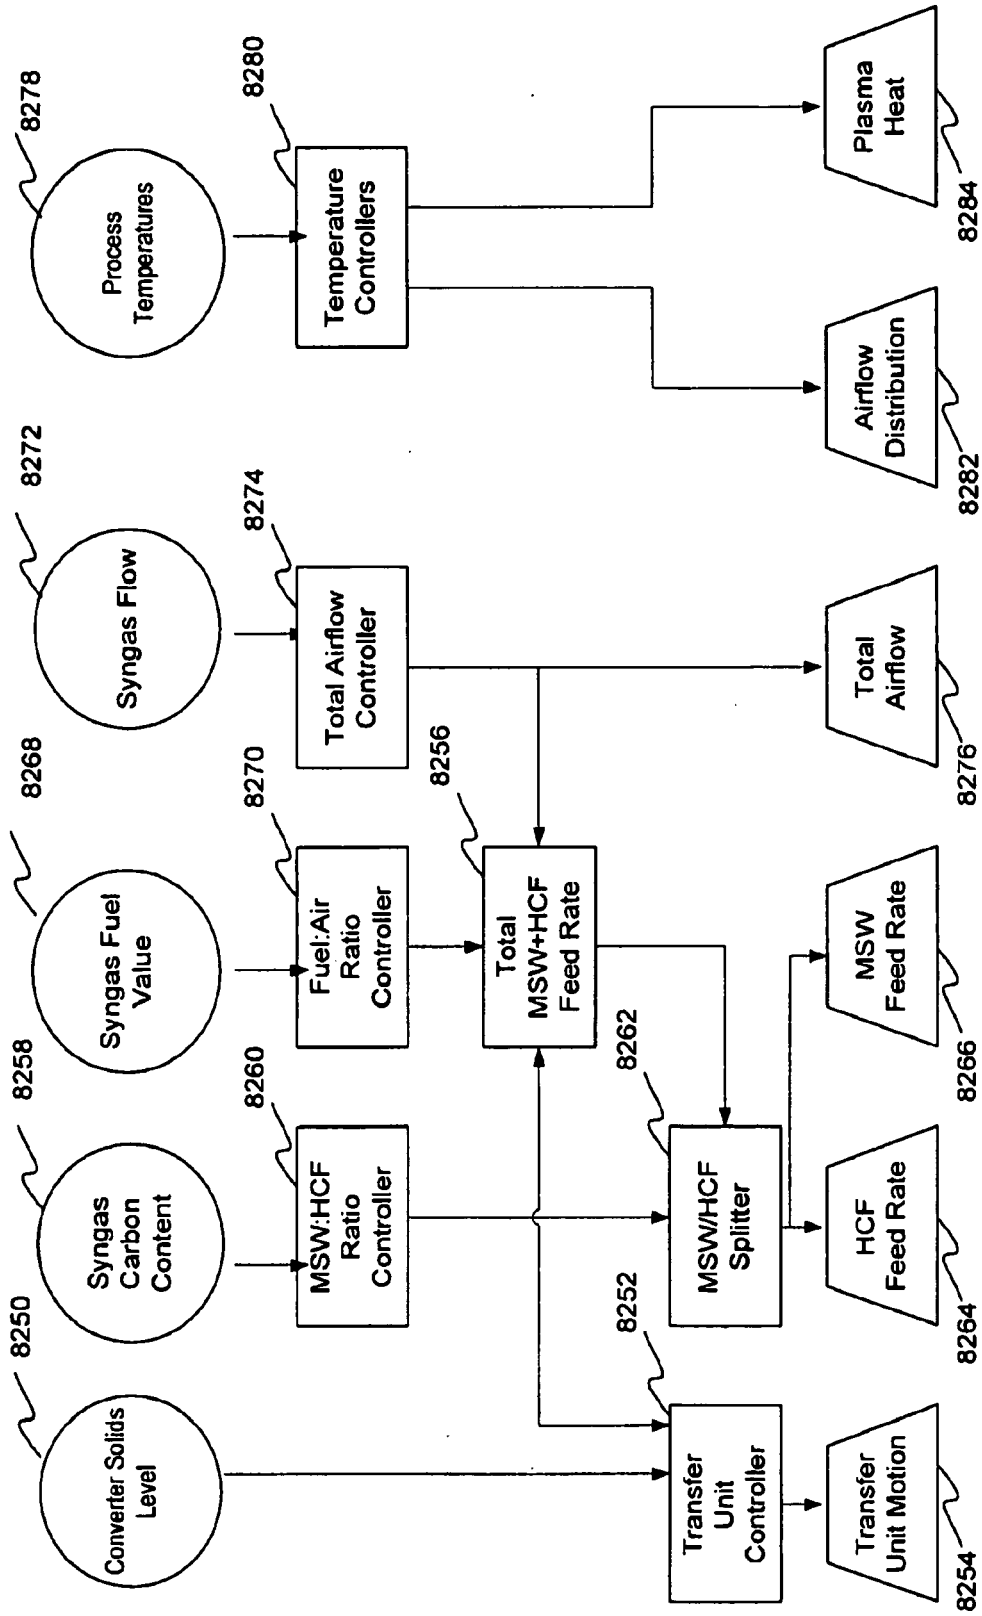 8250
Converter Solids
Level
8258
Syngas
Carbon
Content
8268
Syngas Fuel
Value
8272
Syngas Flow
8278
Process
Temperatures
8260
MSW:HCF
Ratio
Controller
8270
Fuel:Air
Ratio
Controller
8274
Total Airflow
Controller
8280
Temperature
Controllers
8256
Total
MSW+HCF
Feed Rate
8252
Transfer
Unit
Controller
8262
MSW/HCF
Splitter
Transfer
Unit Motion
8254
HCF
Feed Rate
8264
MSW
Feed Rate
8266
Total
Airflow
8276
Airflow
Distribution
8282
Plasma
Heat
8284